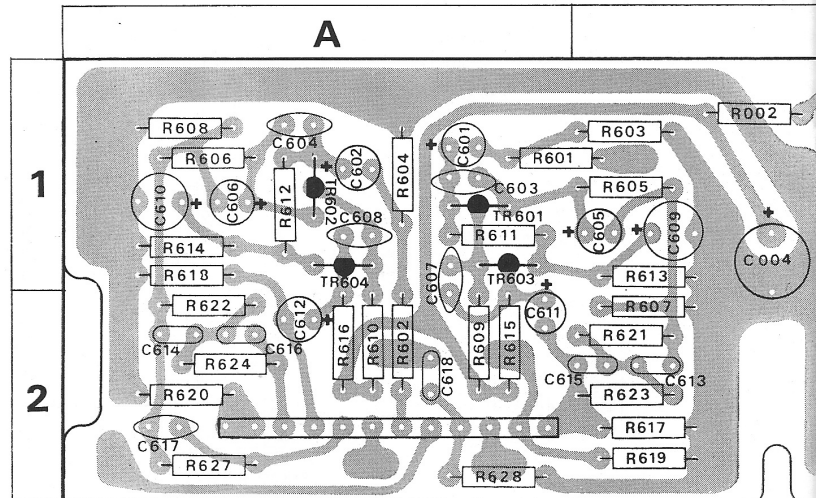 A
1
2
R608
C604
R606
C602
R604
C601
R603
R002
R601
C610
C606
R612
TR602
C603
R605
TR601
C608
R611
C605
C609
R614
C004
R618
TR604
C607
TR603
R613
R622
C612
C611
R607
C614
C616
R616
R610
R602
R609
R615
R621
R624
C618
C615
C613
R620
R623
C617
R617
R627
R619
R628
+
+
+
+
+
+
+
+
+